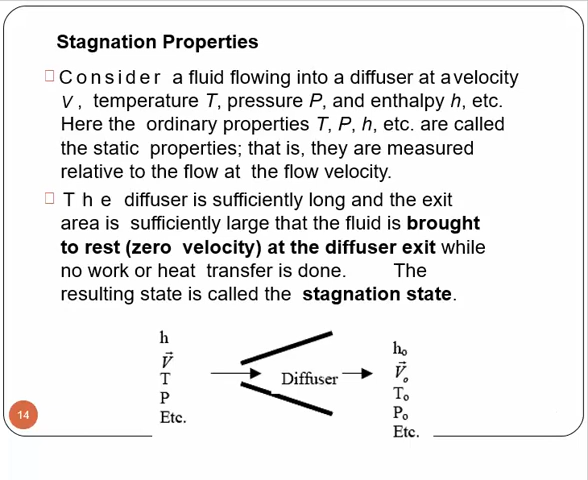 Stagnation Properties
Consider a fluid flowing into a diffuser at a velocity
V, temperature T, pressure P, and enthalpy h, etc.
Here the ordinary properties T, P, h, etc. are called
the static properties; that is, they are measured
relative to the flow at the flow velocity.
The diffuser is sufficiently long and the exit
area is sufficiently large that the fluid is brought
to rest (zero velocity) at the diffuser exit while
no work or heat transfer is done. The
resulting state is called the stagnation state.
h
V⃗
T
P
Etc.
Diffuser
hₒ
V⃗ₒ
Tₒ
Pₒ
Etc.
14